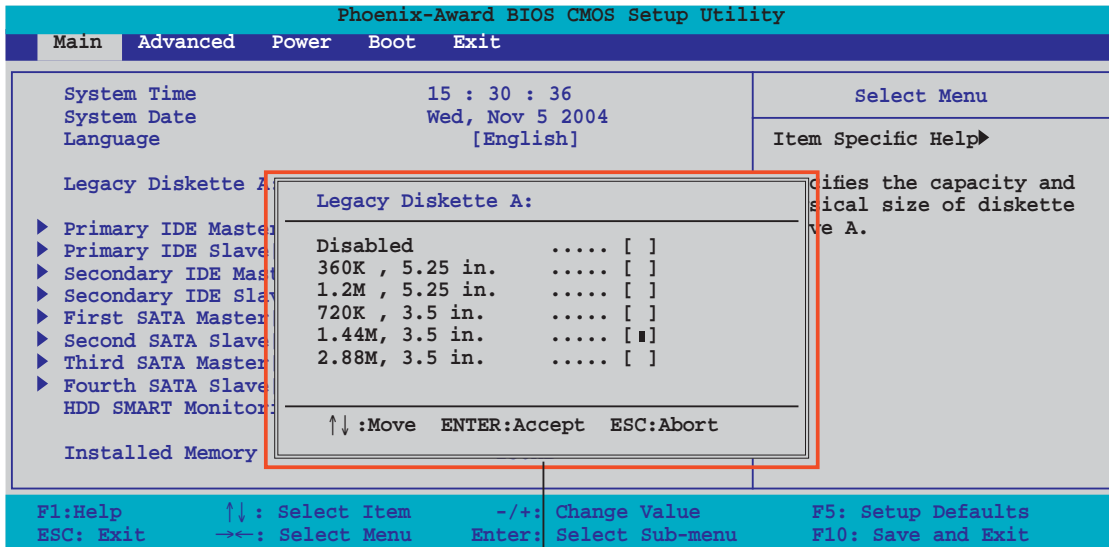 Phoenix-Award BIOS CMOS Setup Utility
Main Advanced Power Boot Exit
System Time 15 : 30 : 36
System Date Wed, Nov 5 2004
Language [English]
Legacy Diskette A:
Primary IDE Master
Primary IDE Slave
Secondary IDE Mast
Secondary IDE Slav
First SATA Master
Second SATA Slave
Third SATA Master
Fourth SATA Slave
HDD SMART Monitori
Installed Memory
Legacy Diskette A:
Disabled ..... [ ]
360K , 5.25 in. ..... [ ]
1.2M , 5.25 in. ..... [ ]
720K , 3.5 in. ..... [ ]
1.44M, 3.5 in. ..... [∎]
2.88M, 3.5 in. ..... [ ]
↑↓ :Move ENTER:Accept ESC:Abort
Select Menu
Item Specific Help▶
cifies the capacity and
sical size of diskette
ve A.
F1:Help ↑↓ : Select Item -/+: Change Value F5: Setup Defaults
ESC: Exit →←: Select Menu Enter: Select Sub-menu F10: Save and Exit